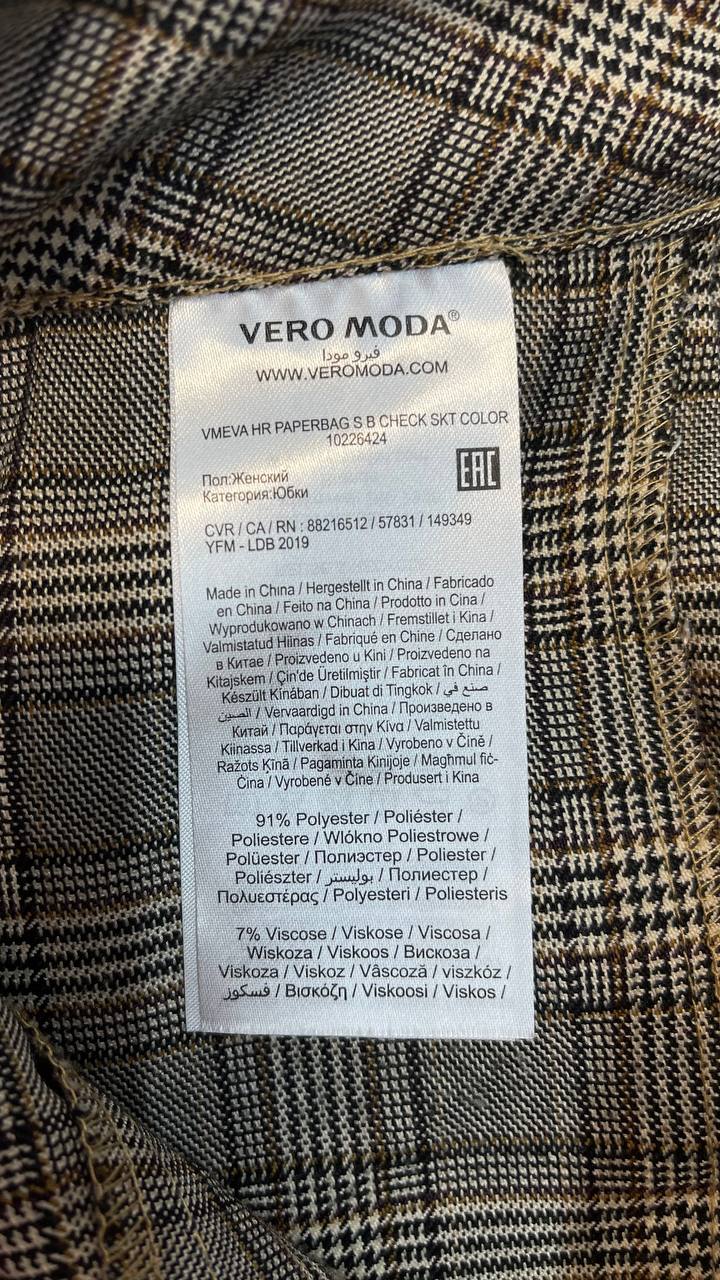 VERO MODA®
فيرو مودا
WWW.VEROMODA.COM
VMEVA HR PAPERBAG S B CHECK SKT COLOR
10226424
EAC
Пол:Женский
Категория:Юбки
CVR / CA / RN : 88216512 / 57831 / 149349
YFM - LDB 2019
Made in China / Hergestellt in China / Fabricado
en China / Feito na China / Prodotto in Cina /
Wyprodukowano w Chinach / Fremstillet i Kina /
Valmistatud Hiinas / Fabriqué en Chine / Сделано
в Китае / Proizvedeno u Kini / Proizvedeno na
Kitajskem / Çin'de Üretilmiştir / Fabricat în China /
Készült Kínában / Dibuat di Tingkok / صنع في
الصين / Vervaardigd in China / Произведено в
Китай / Παράγεται στην Κίνα / Valmistettu
Kiinassa / Tillverkad i Kina / Vyrobeno v Číně /
Ražots Ķīnā / Pagaminta Kinijoje / Magħmul fiċ-
Ċina / Vyrobené v Číne / Produsert i Kina
91% Polyester / Poliéster /
Poliestere / Wlókno Poliestrowe /
Polüester / Полиэстер / Poliester /
Poliészter / بوليستر / Полиестер /
Πολυεστέρας / Polyesteri / Poliesteris
7% Viscose / Viskose / Viscosa /
Wiskoza / Viskoos / Вискоза /
Viskoza / Viskoz / Vâscoză / viszkóz /
فسكوز / Βισκόζη / Viskoosi / Viskos /